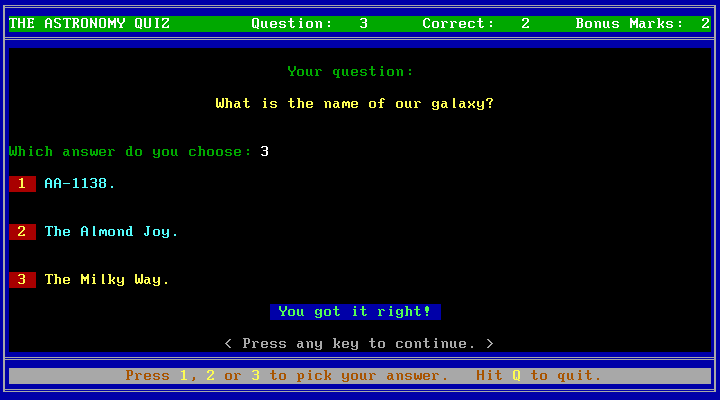 THE ASTRONOMY QUIZ Question: 3 Correct: 2 Bonus Marks: 2
Your question:
What is the name of our galaxy?
Which answer do you choose: 3
1 AA-1138.
2 The Almond Joy.
3 The Milky Way.
You got it right!
< Press any key to continue. >
Press 1, 2 or 3 to pick your answer. Hit Q to quit.